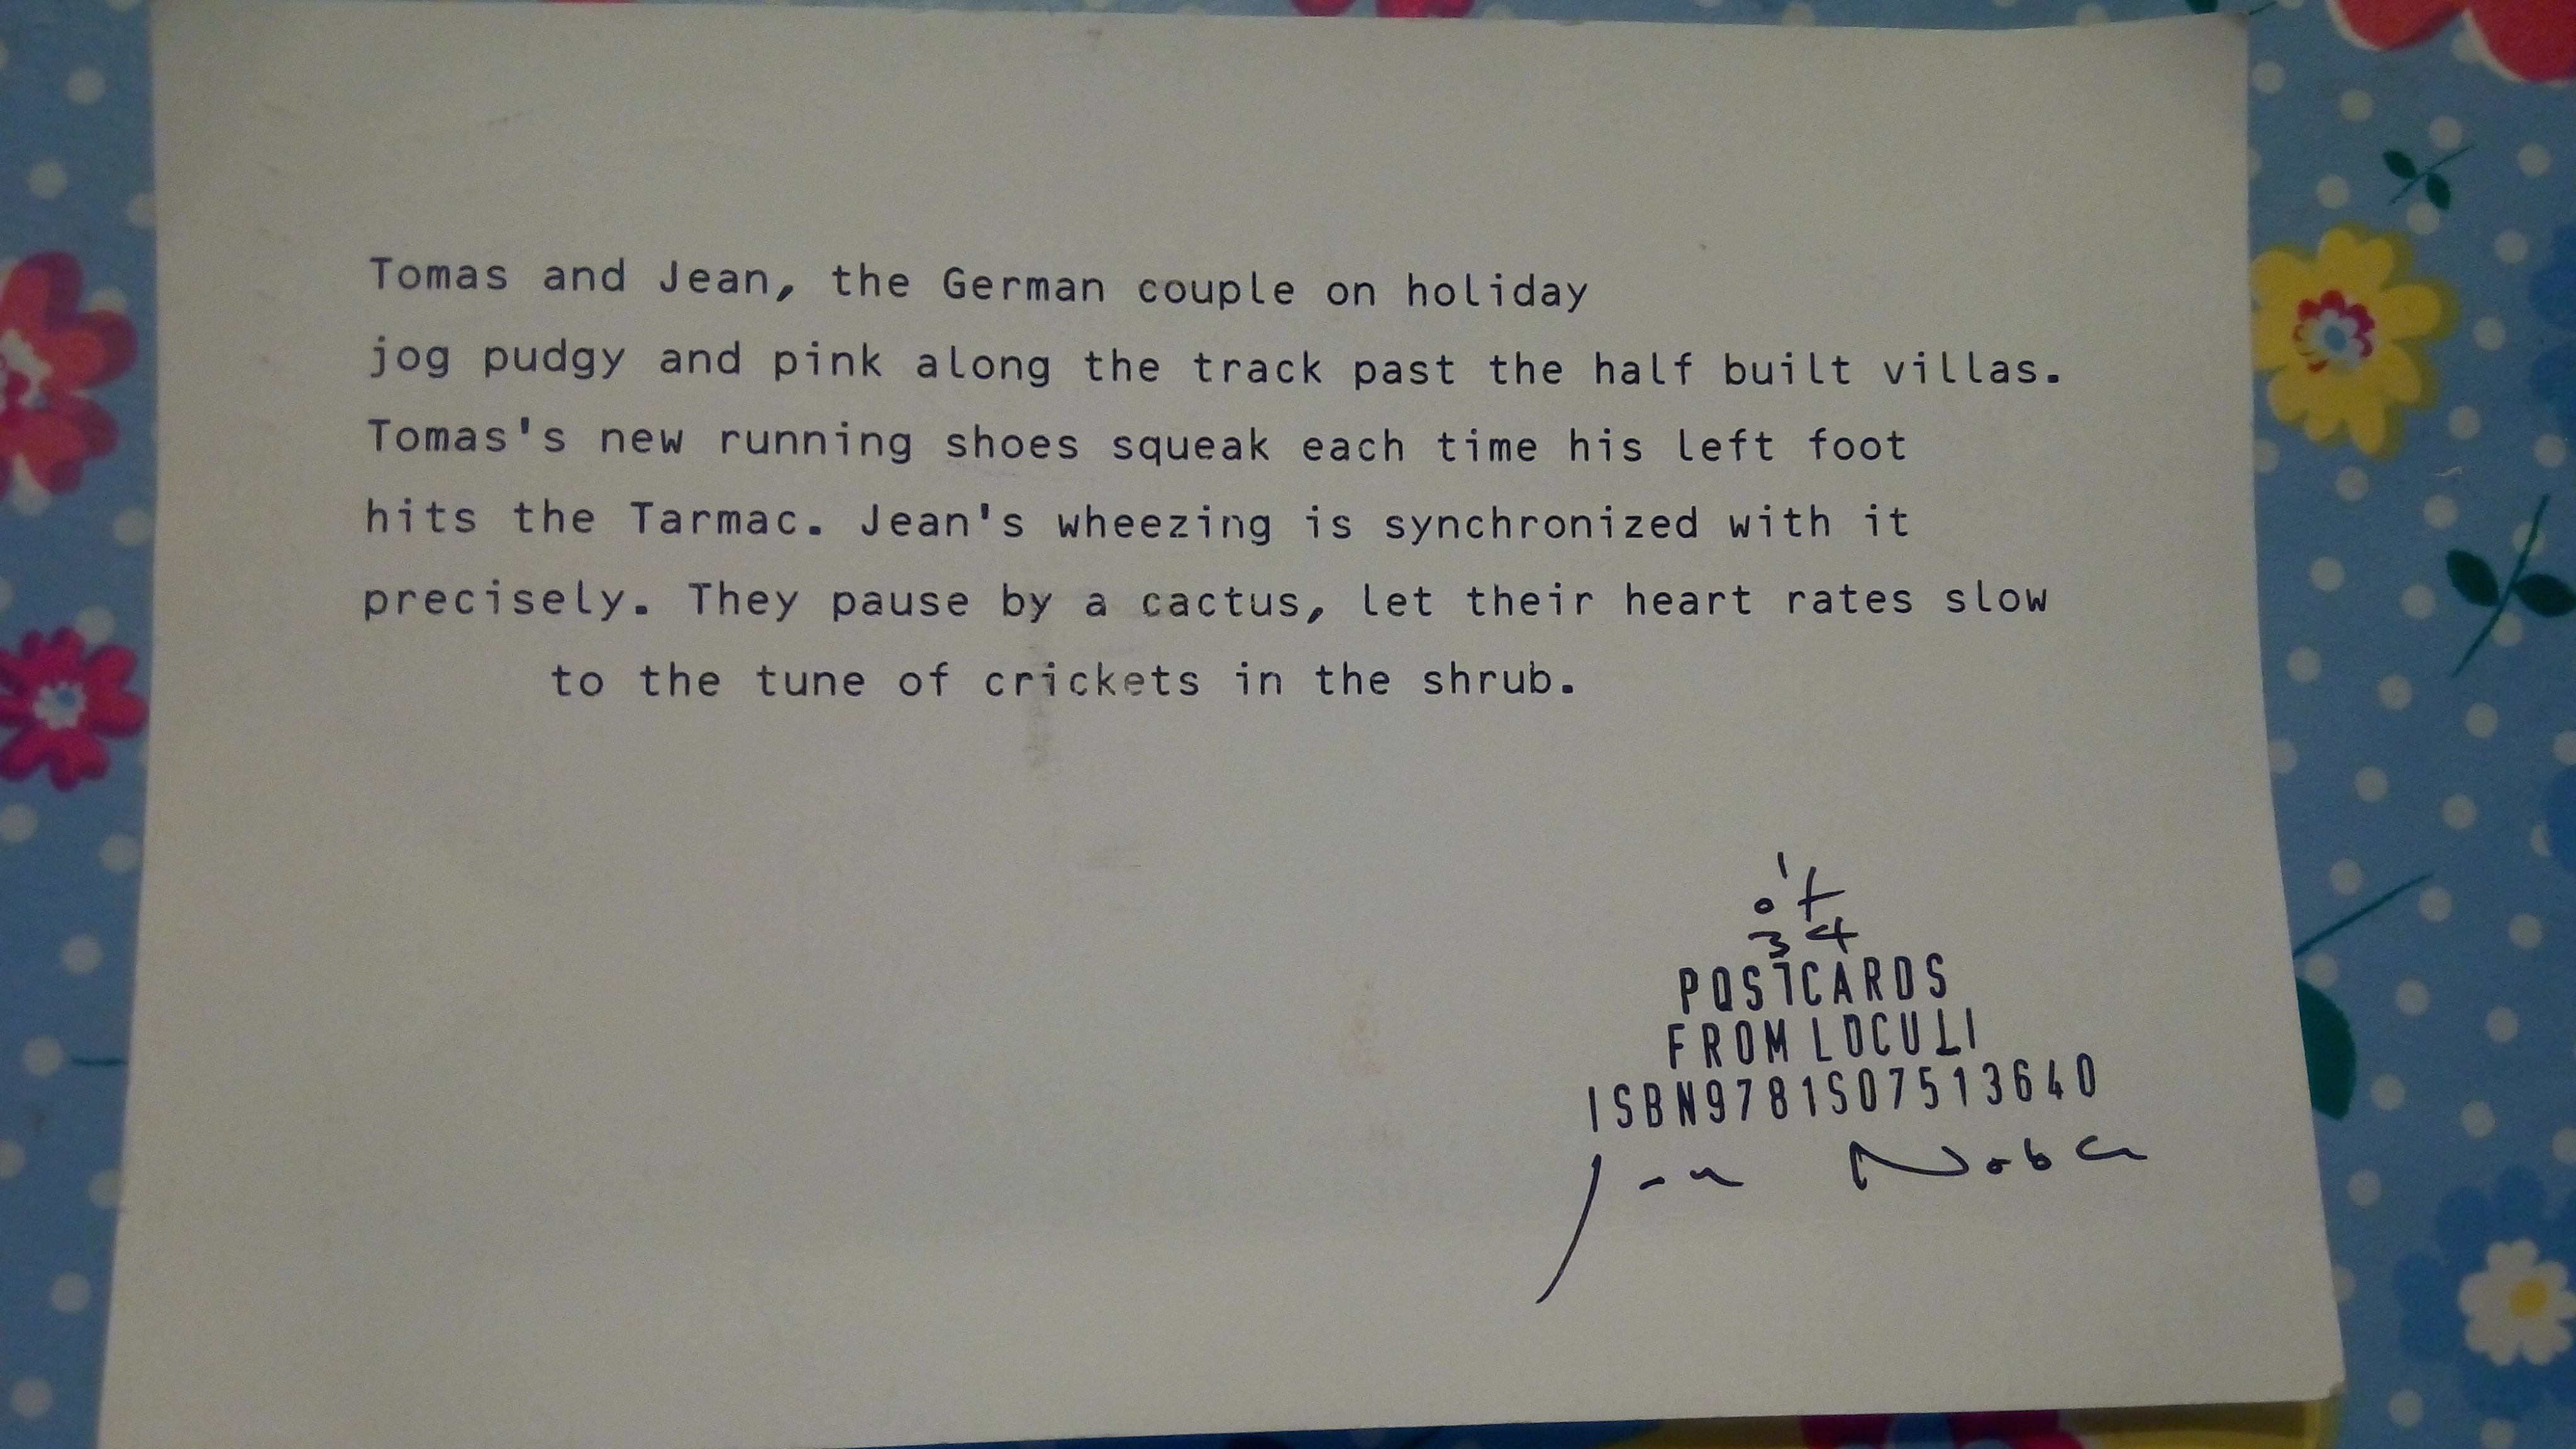 Tomas and Jean, the German couple on holiday
jog pudgy and pink along the track past the half built villas.
Tomas's new running shoes squeak each time his left foot
hits the Tarmac. Jean's wheezing is synchronized with it
precisely. They pause by a cactus, let their heart rates slow
to the tune of crickets in the shrub.
1
of
34
POSTCARDS
FROM LOCULI
ISBN9781507513640